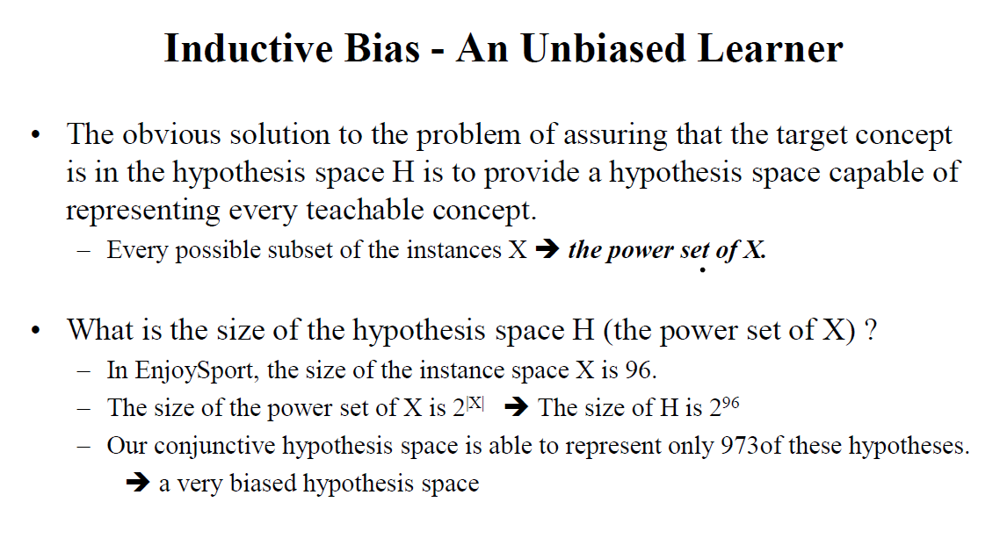 Inductive Bias - An Unbiased Learner
• The obvious solution to the problem of assuring that the target concept
is in the hypothesis space H is to provide a hypothesis space capable of
representing every teachable concept.
– Every possible subset of the instances X ➔ the power set of X.
• What is the size of the hypothesis space H (the power set of X) ?
– In EnjoySport, the size of the instance space X is 96.
– The size of the power set of X is 2^|X| ➔ The size of H is 2^96
– Our conjunctive hypothesis space is able to represent only 973of these hypotheses.
➔ a very biased hypothesis space